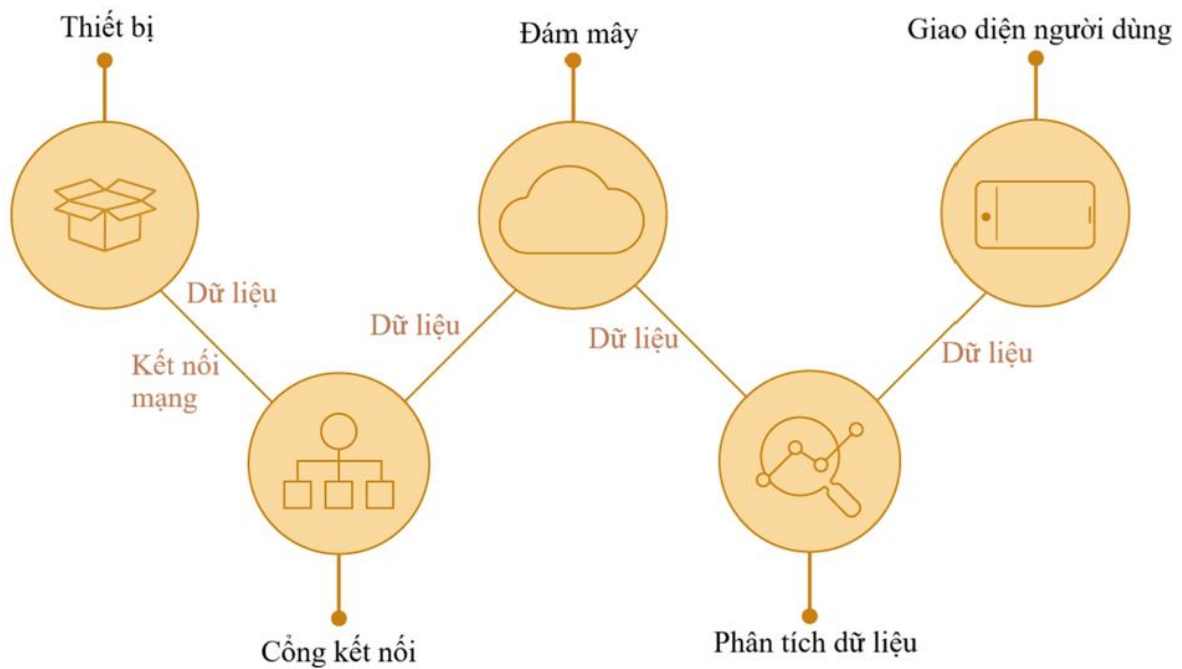 Thiết bị
Đám mây
Giao diện người dùng
Dữ liệu
Kết nối
mạng
Dữ liệu
Dữ liệu
Dữ liệu
Cổng kết nối
Phân tích dữ liệu